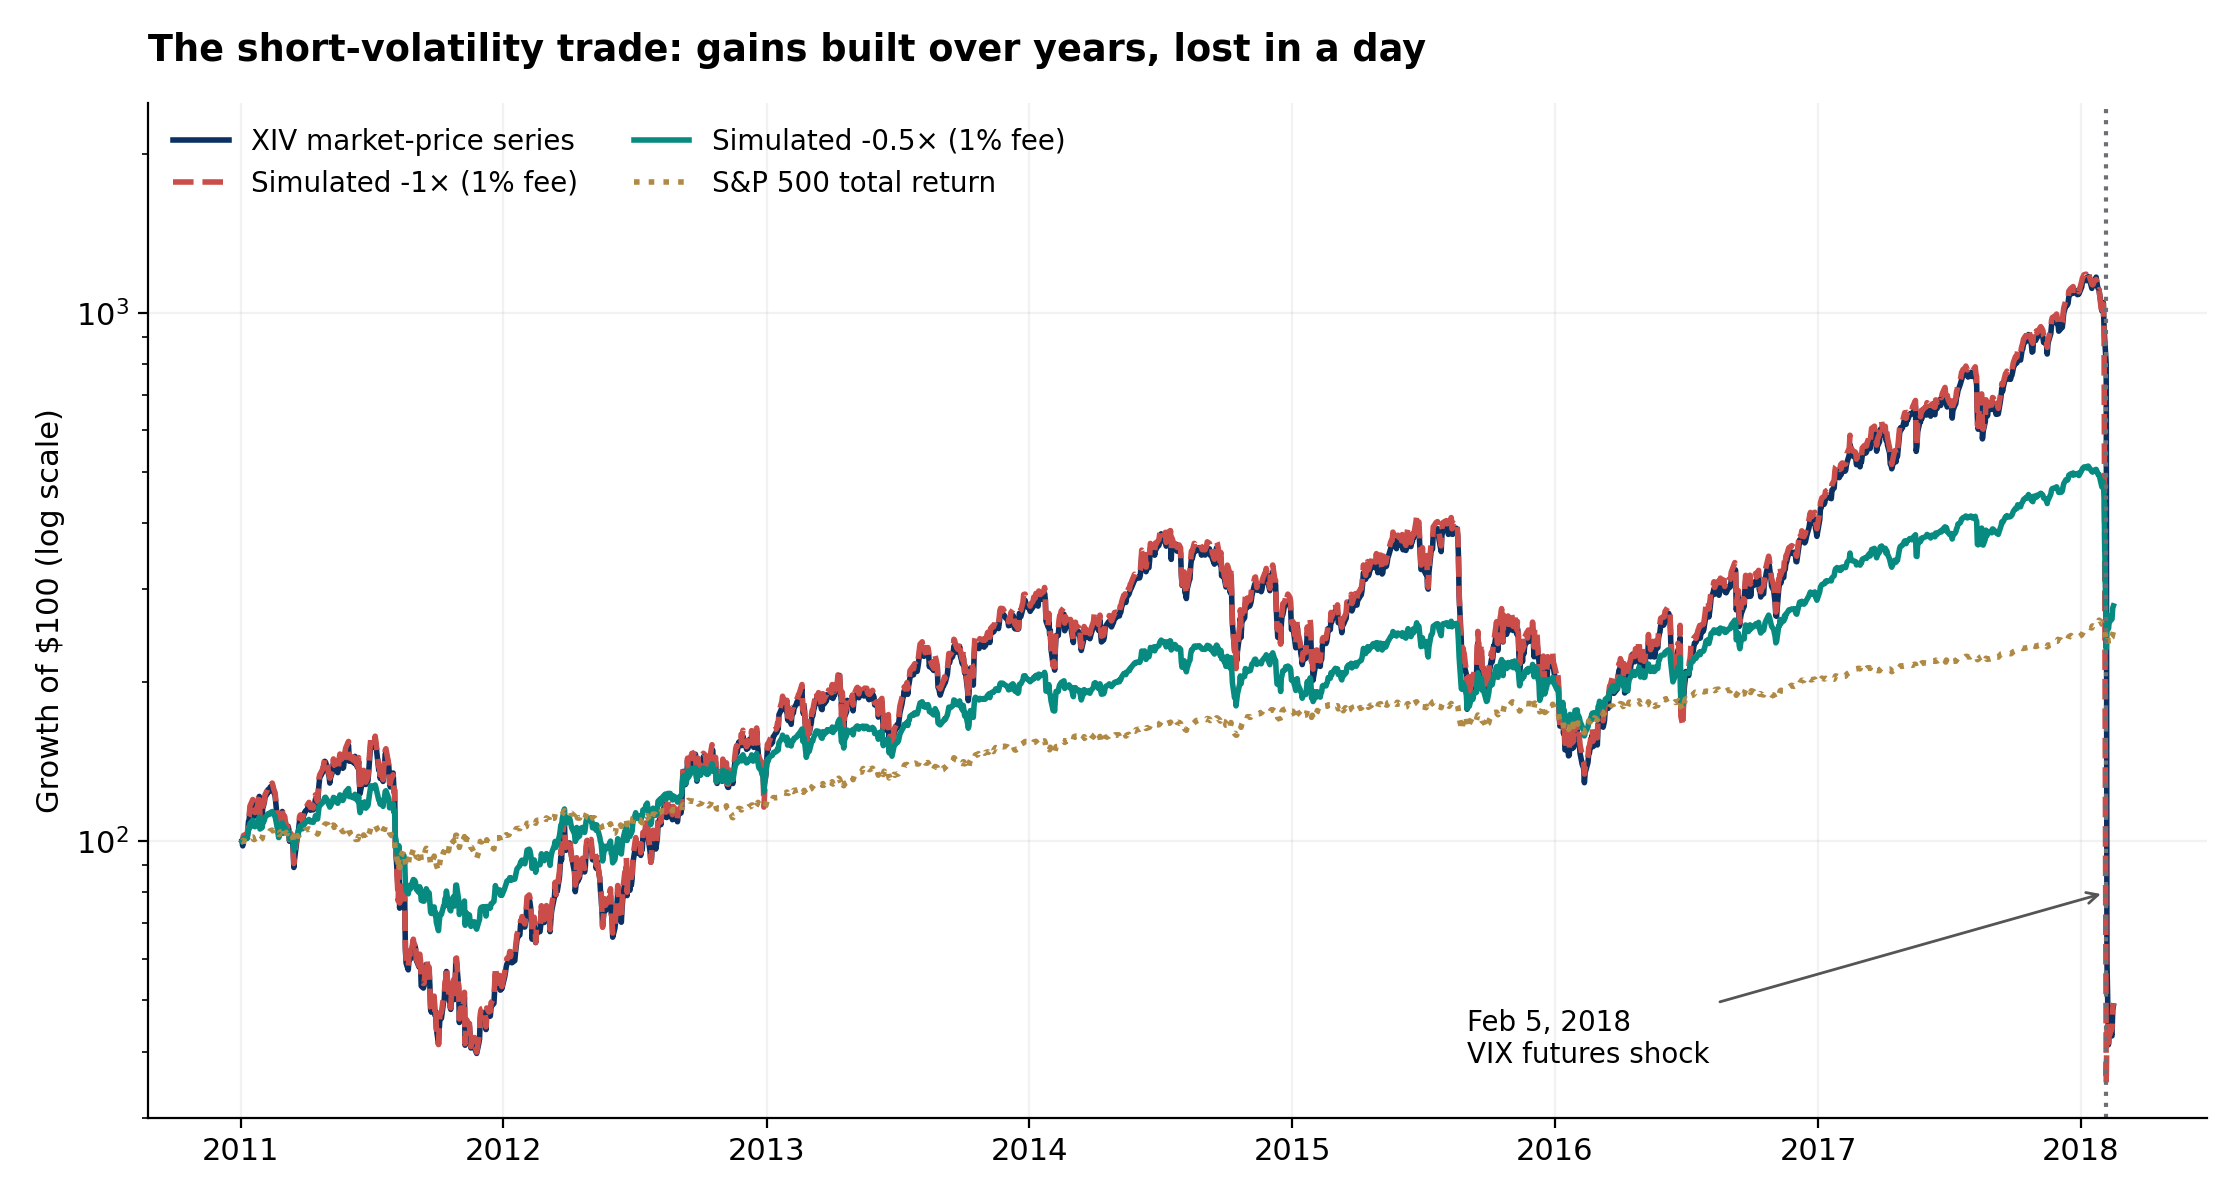 The short-volatility trade: gains built over years, lost in a day
XIV market-price series
Simulated -1× (1% fee)
Simulated -0.5× (1% fee)
S&P 500 total return
Growth of $100 (log scale)
10³
10²
Feb 5, 2018
VIX futures shock
2011 2012 2013 2014 2015 2016 2017 2018